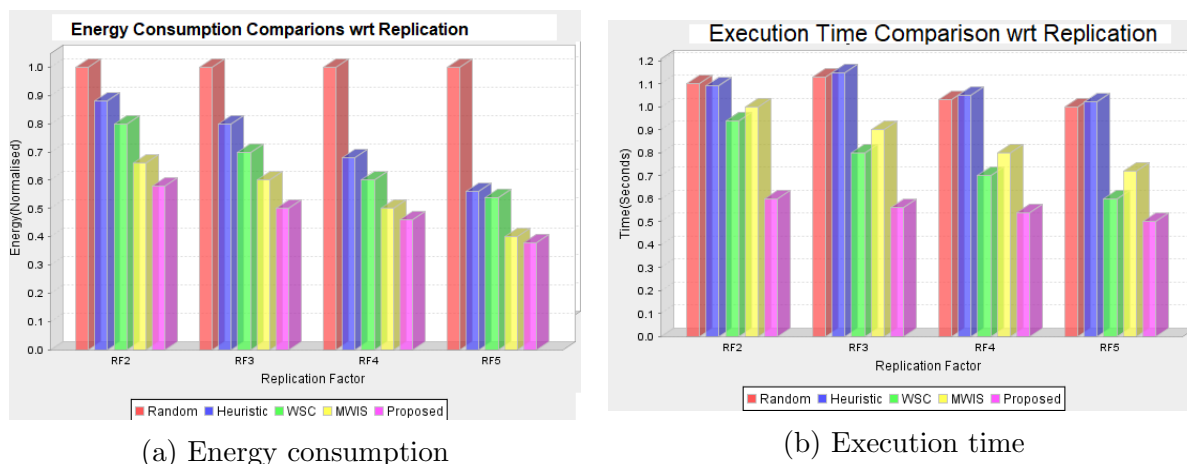 Energy Consumption Comparions wrt Replication
1.0
0.9
0.8
0.7
0.6
0.5
0.4
0.3
0.2
0.1
0.0
Energy(Normalised)
RF2 RF3 RF4 RF5
Replication Factor
Random Heuristic WSC MWIS Proposed
(a) Energy consumption
Execution Time Comparison wrt Replication
1.2
1.1
1.0
0.9
0.8
0.7
0.6
0.5
0.4
0.3
0.2
0.1
0.0
Time(Seconds)
RF2 RF3 RF4 RF5
Replication Factor
Random Heuristic WSC MWIS Proposed
(b) Execution time